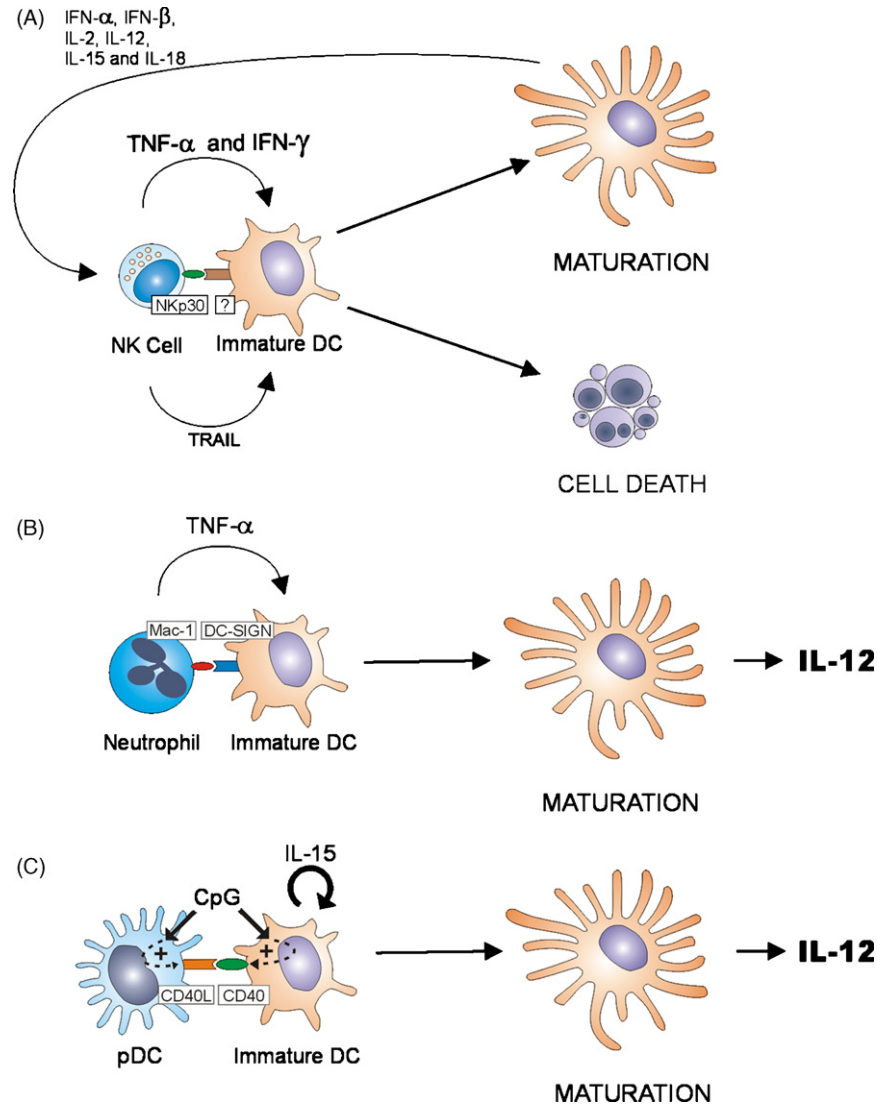 (A)
IFN-α, IFN-β,
IL-2, IL-12,
IL-15 and IL-18
TNF-α and IFN-γ
NKp30 ?
NK Cell Immature DC
TRAIL
MATURATION
CELL DEATH
(B)
TNF-α
Mac-1 DC-SIGN
Neutrophil Immature DC
MATURATION
IL-12
(C)
IL-15
CpG
+ +
CD40L CD40
pDC Immature DC
MATURATION
IL-12